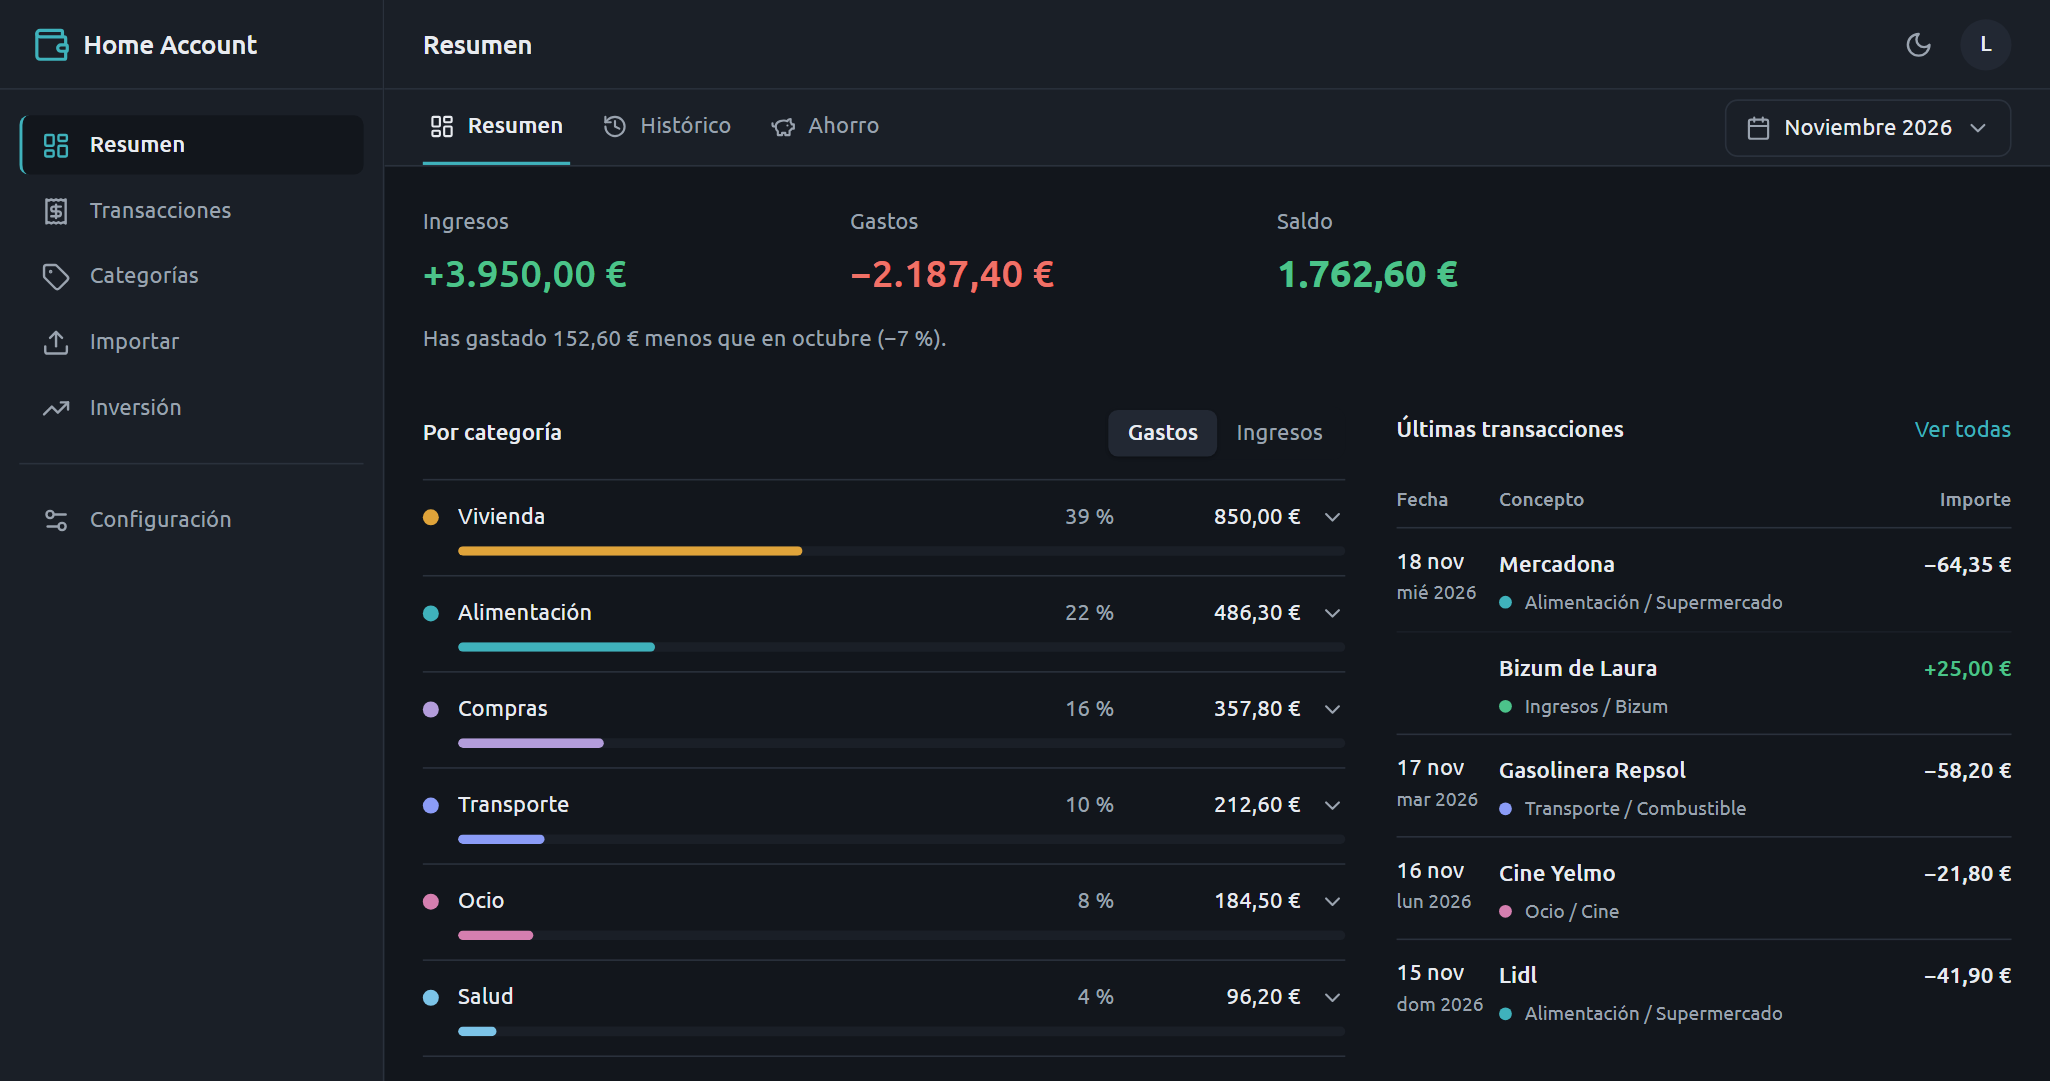 Home Account
Resumen
L
Resumen
Transacciones
Categorías
Importar
Inversión
Configuración
Resumen
Histórico
Ahorro
Noviembre 2026
Ingresos
+3.950,00 €
Gastos
−2.187,40 €
Saldo
1.762,60 €
Has gastado 152,60 € menos que en octubre (−7 %).
Por categoría
Gastos
Ingresos
Vivienda 39 % 850,00 €
Alimentación 22 % 486,30 €
Compras 16 % 357,80 €
Transporte 10 % 212,60 €
Ocio 8 % 184,50 €
Salud 4 % 96,20 €
Últimas transacciones
Ver todas
Fecha Concepto Importe
18 nov Mercadona −64,35 €
mié 2026 Alimentación / Supermercado
Bizum de Laura +25,00 €
Ingresos / Bizum
17 nov Gasolinera Repsol −58,20 €
mar 2026 Transporte / Combustible
16 nov Cine Yelmo −21,80 €
lun 2026 Ocio / Cine
15 nov Lidl −41,90 €
dom 2026 Alimentación / Supermercado